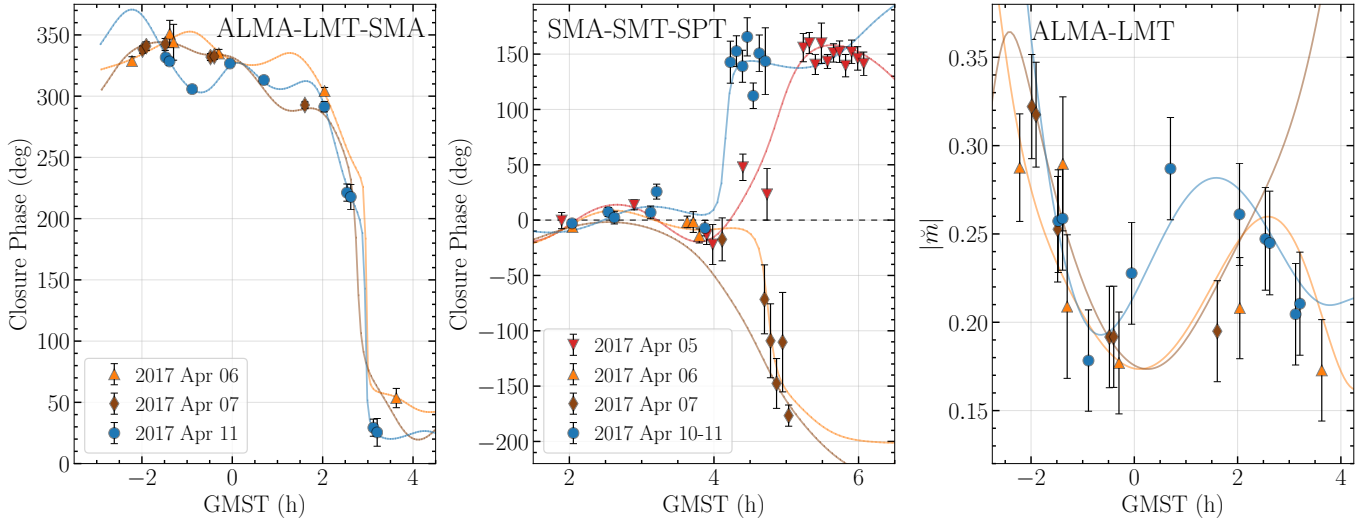 ALMA-LMT-SMA
Closure Phase (deg)
350
300
250
200
150
100
50
0
2017 Apr 06
2017 Apr 07
2017 Apr 11
−2
0
2
4
GMST (h)
SMA-SMT-SPT
Closure Phase (deg)
150
100
50
0
−50
−100
−150
−200
2017 Apr 05
2017 Apr 06
2017 Apr 07
2017 Apr 10-11
2
4
6
GMST (h)
ALMA-LMT
|m̆|
0.30
0.25
0.20
0.15
−2
0
2
4
GMST (h)